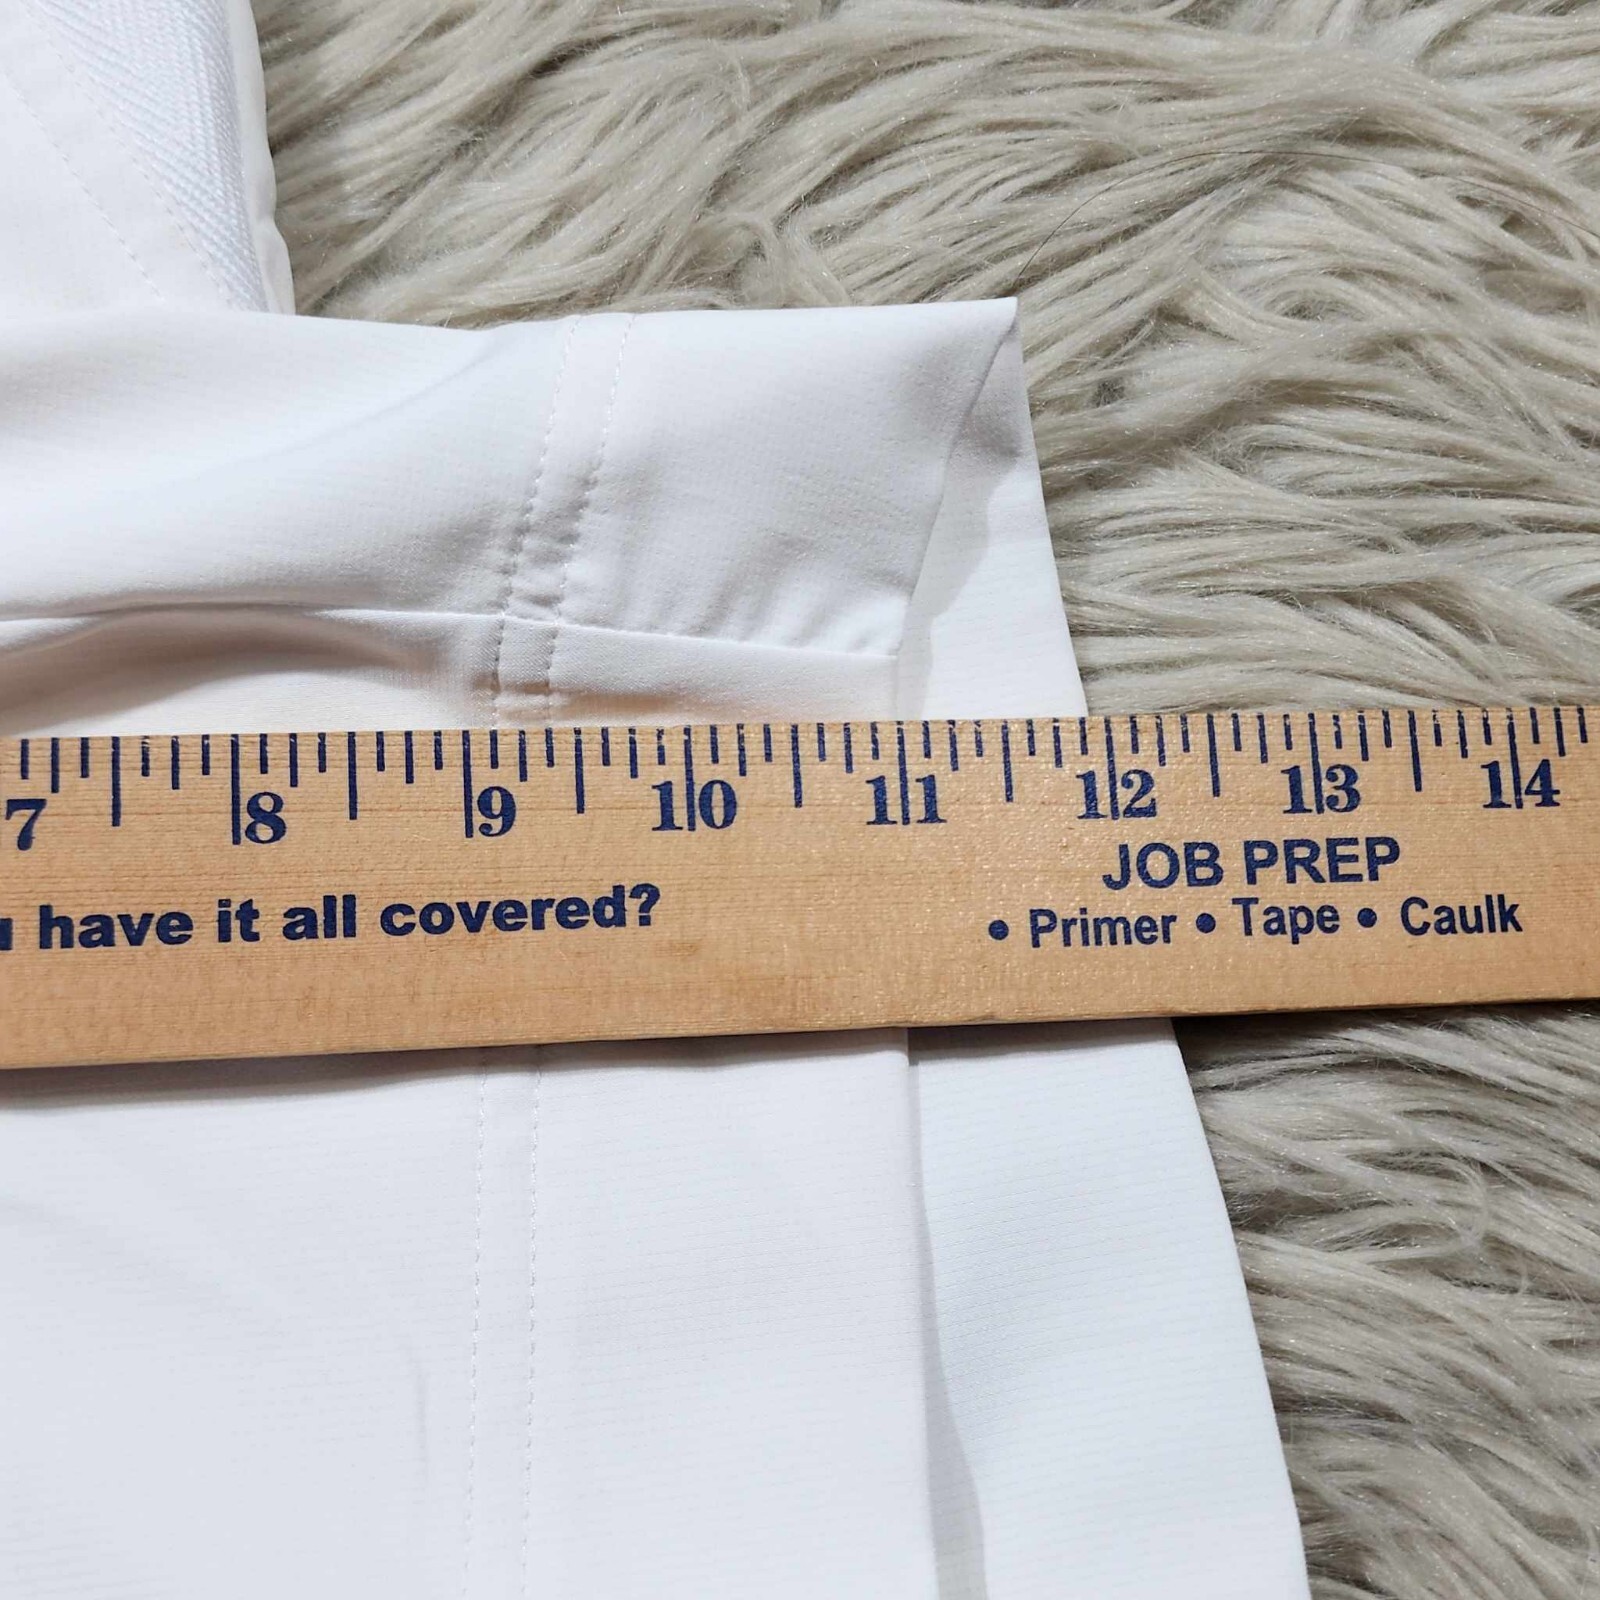 7 8 9 10 11 12 13 14
have it all covered?
JOB PREP
• Primer • Tape • Caulk